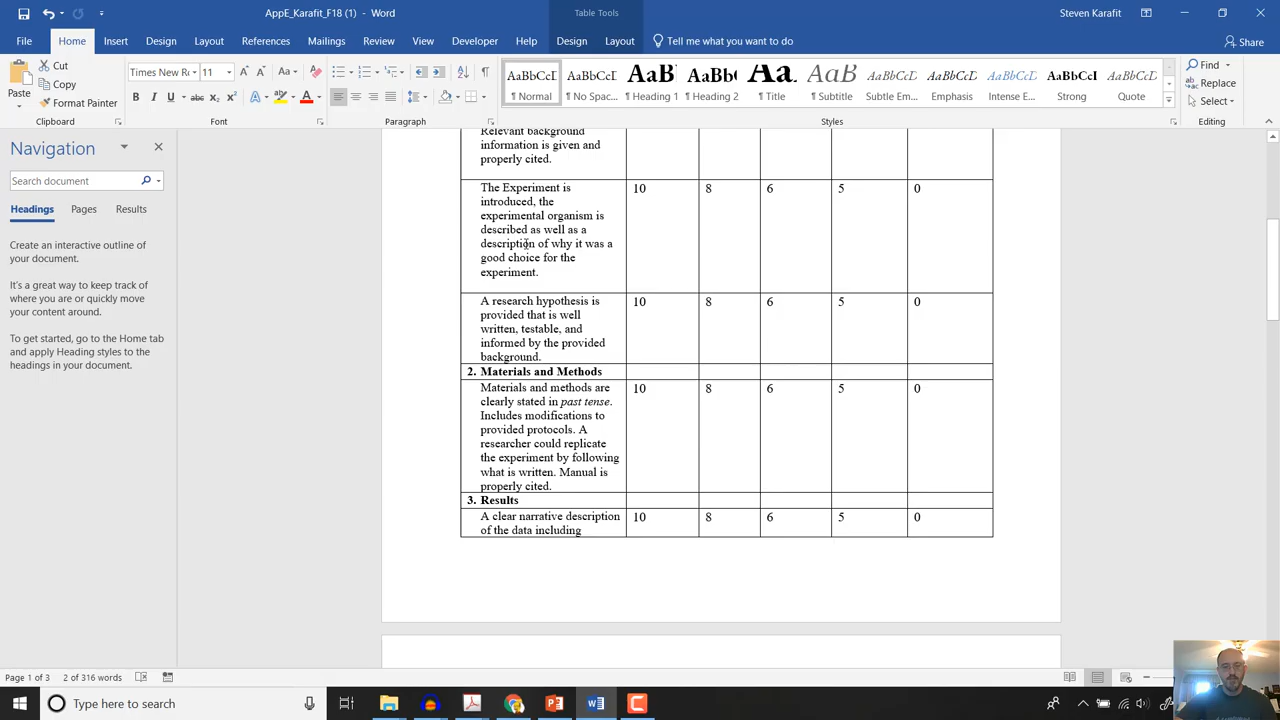 AppE_Karafit_F18 (1) - Word
Table Tools
Steven Karafit
File Home Insert Design Layout References Mailings Review View Developer Help Design Layout Tell me what you want to do
Share
Paste
Cut
Copy
Format Painter
Clipboard
Times New Ro 11
Aa
B I U abc x₂ x²
Font
Paragraph
AaBbCcD AaBbCcD AaB AaBb AaB AaB AaBbCcD AaBbCcD AaBbCcD AaBbCcD AaBbCcD
¶ Normal ¶ No Spac... ¶ Heading 1 ¶ Heading 2 ¶ Title ¶ Subtitle Subtle Em... Emphasis Intense E... Strong Quote
Styles
Find
Replace
Select
Editing
Navigation
Search document
Headings Pages Results
Create an interactive outline of
your document.
It's a great way to keep track of
where you are or quickly move
your content around.
To get started, go to the Home tab
and apply Heading styles to the
headings in your document.
Relevant background
information is given and
properly cited.
The Experiment is 10 8 6 5 0
introduced, the
experimental organism is
described as well as a
description of why it was a
good choice for the
experiment.
A research hypothesis is 10 8 6 5 0
provided that is well
written, testable, and
informed by the provided
background.
2. Materials and Methods
Materials and methods are 10 8 6 5 0
clearly stated in past tense.
Includes modifications to
provided protocols. A
researcher could replicate
the experiment by following
what is written. Manual is
properly cited.
3. Results
A clear narrative description 10 8 6 5 0
of the data including
Page 1 of 3 2 of 316 words
Type here to search